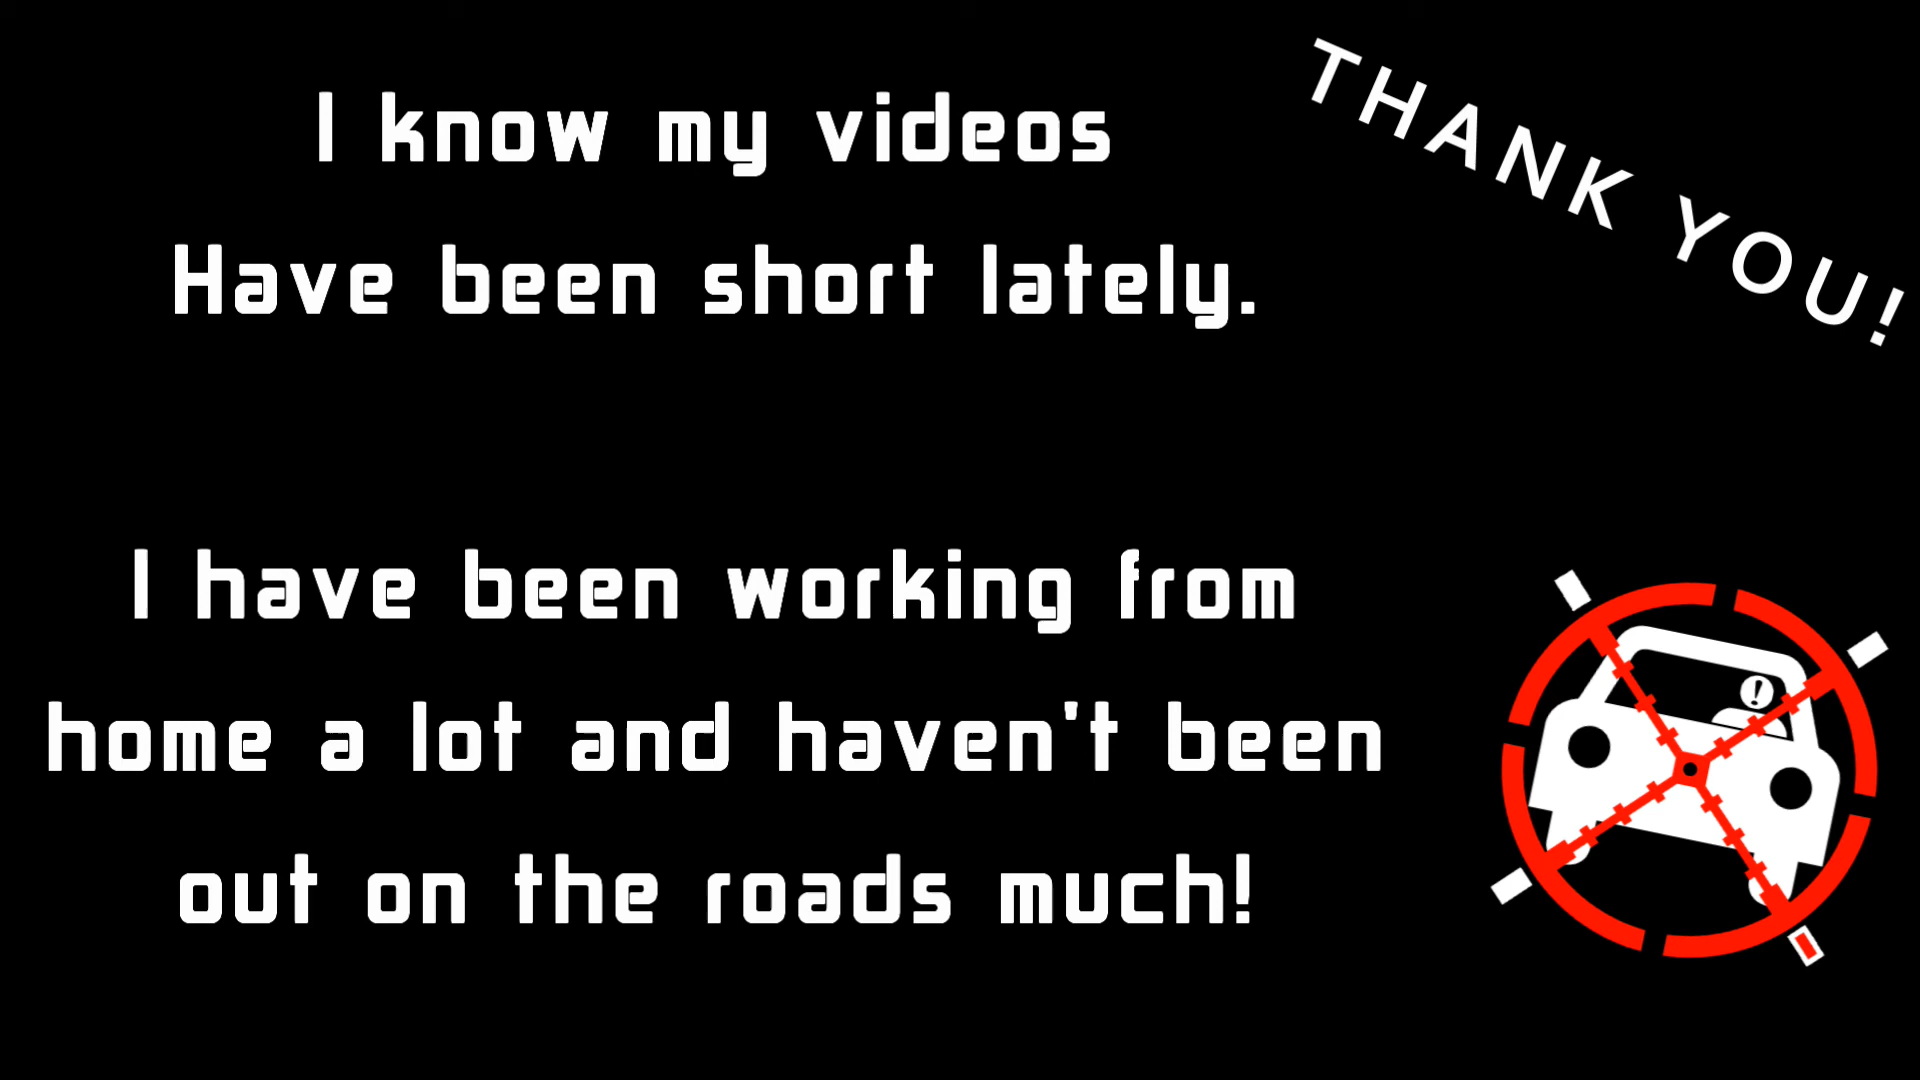 I know my videos
Have been short lately.
I have been working from
home a lot and haven't been
out on the roads much!
THANK YOU!
!